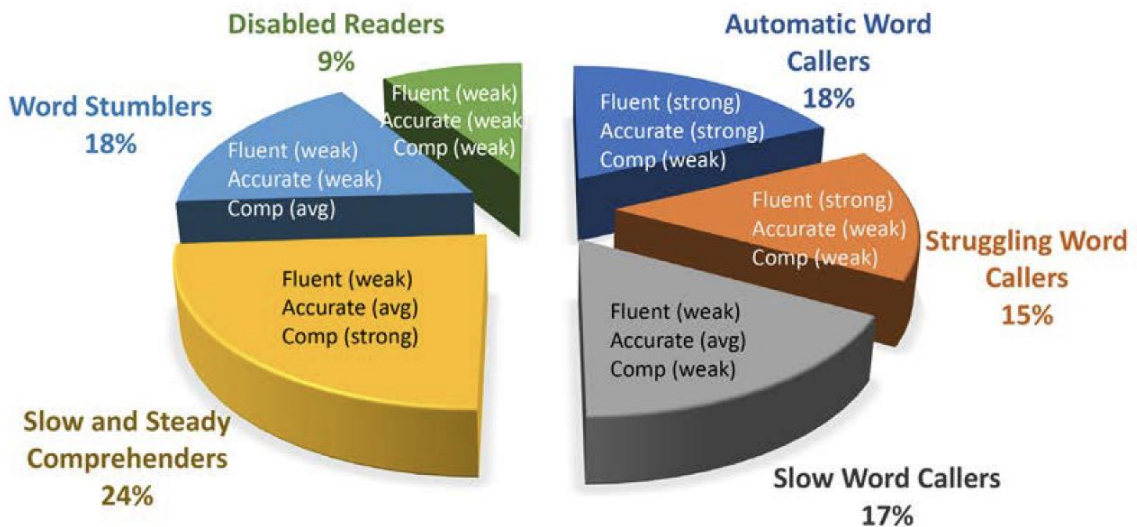 Disabled Readers
9%
Fluent (weak)
Accurate (weak
Comp (weak)
Automatic Word
Callers
18%
Fluent (strong)
Accurate (strong)
Comp (weak)
Word Stumblers
18%
Fluent (weak)
Accurate (weak)
Comp (avg)
Fluent (strong)
Accurate (weak)
Comp (weak)
Struggling Word
Callers
15%
Fluent (weak)
Accurate (avg)
Comp (strong)
Fluent (weak)
Accurate (avg)
Comp (weak)
Slow and Steady
Comprehenders
24%
Slow Word Callers
17%